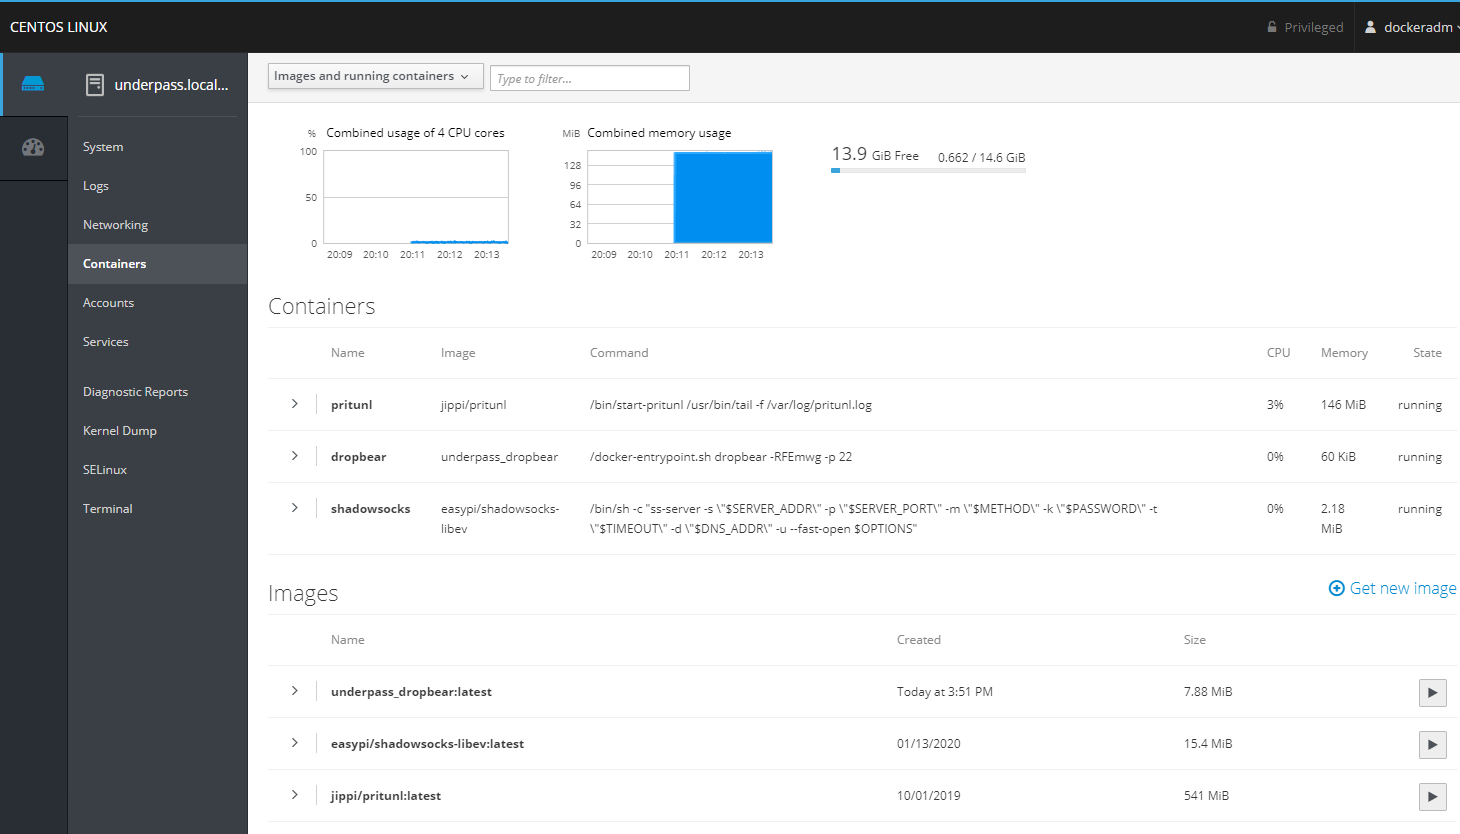 CENTOS LINUX
Privileged
dockeradm
underpass.local...
System
Logs
Networking
Containers
Accounts
Services
Diagnostic Reports
Kernel Dump
SELinux
Terminal
Images and running containers
Type to filter...
% Combined usage of 4 CPU cores
100
50
0
20:09 20:10 20:11 20:12 20:13
MiB Combined memory usage
128
96
64
32
0
20:09 20:10 20:11 20:12 20:13
13.9 GiB Free 0.662 / 14.6 GiB
Containers
Name Image Command CPU Memory State
pritunl jippi/pritunl /bin/start-pritunl /usr/bin/tail -f /var/log/pritunl.log 3% 146 MiB running
dropbear underpass_dropbear /docker-entrypoint.sh dropbear -RFEmwg -p 22 0% 60 KiB running
shadowsocks easypi/shadowsocks- /bin/sh -c "ss-server -s \"$SERVER_ADDR\" -p \"$SERVER_PORT\" -m \"$METHOD\" -k \"$PASSWORD\" -t 0% 2.18 running
libev \"$TIMEOUT\" -d \"$DNS_ADDR\" -u --fast-open $OPTIONS" MiB
Images
Get new image
Name Created Size
underpass_dropbear:latest Today at 3:51 PM 7.88 MiB
easypi/shadowsocks-libev:latest 01/13/2020 15.4 MiB
jippi/pritunl:latest 10/01/2019 541 MiB